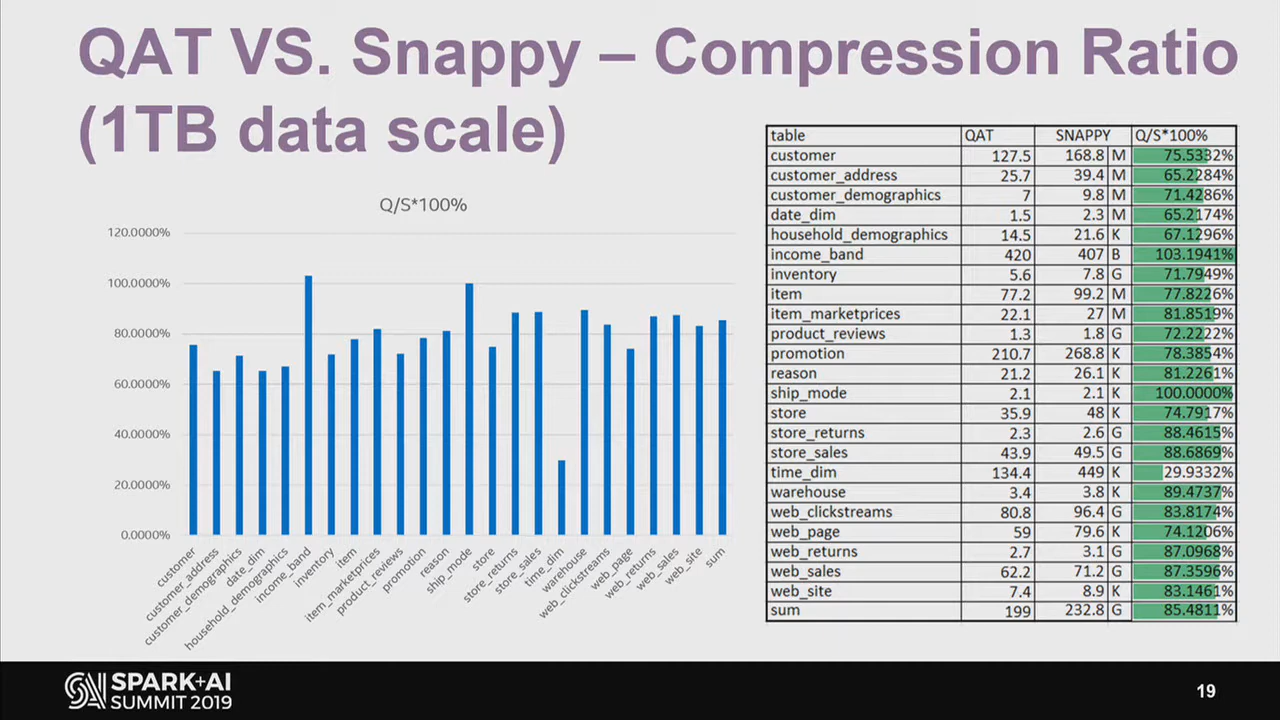 QAT VS. Snappy – Compression Ratio
(1TB data scale)
Q/S*100%
120.0000%
100.0000%
80.0000%
60.0000%
40.0000%
20.0000%
0.0000%
customer
customer_address
customer_demographics
date_dim
household_demographics
income_band
inventory
item
item_marketprices
product_reviews
promotion
reason
ship_mode
store
store_returns
store_sales
time_dim
warehouse
web_clickstreams
web_page
web_returns
web_sales
web_site
sum
table QAT SNAPPY Q/S*100%
customer 127.5 168.8 M 75.5332%
customer_address 25.7 39.4 M 65.2284%
customer_demographics 7 9.8 M 71.4286%
date_dim 1.5 2.3 M 65.2174%
household_demographics 14.5 21.6 K 67.1296%
income_band 420 407 B 103.1941%
inventory 5.6 7.8 G 71.7949%
item 77.2 99.2 M 77.8226%
item_marketprices 22.1 27 M 81.8519%
product_reviews 1.3 1.8 G 72.2222%
promotion 210.7 268.8 K 78.3854%
reason 21.2 26.1 K 81.2261%
ship_mode 2.1 2.1 K 100.0000%
store 35.9 48 K 74.7917%
store_returns 2.3 2.6 G 88.4615%
store_sales 43.9 49.5 G 88.6869%
time_dim 134.4 449 K 29.9332%
warehouse 3.4 3.8 K 89.4737%
web_clickstreams 80.8 96.4 G 83.8174%
web_page 59 79.6 K 74.1206%
web_returns 2.7 3.1 G 87.0968%
web_sales 62.2 71.2 G 87.3596%
web_site 7.4 8.9 K 83.1461%
sum 199 232.8 G 85.4811%
SPARK+AI
SUMMIT 2019
19